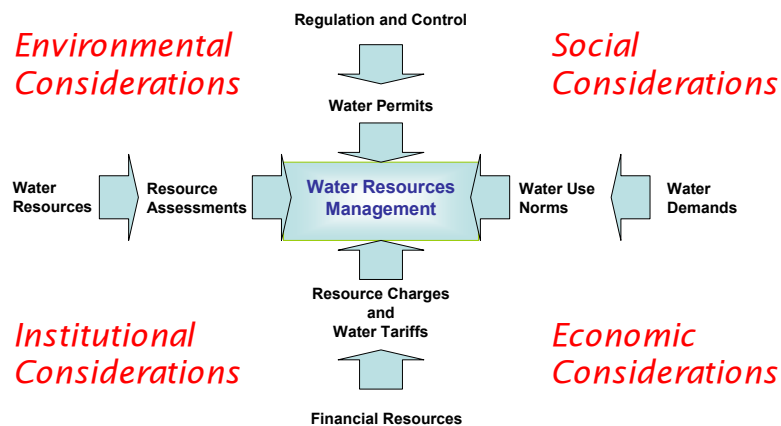 Regulation and Control
Environmental
Considerations
Social
Considerations
Water Permits
Water
Resources
Resource
Assessments
Water Resources
Management
Water Use
Norms
Water
Demands
Resource Charges
and
Water Tariffs
Institutional
Considerations
Economic
Considerations
Financial Resources